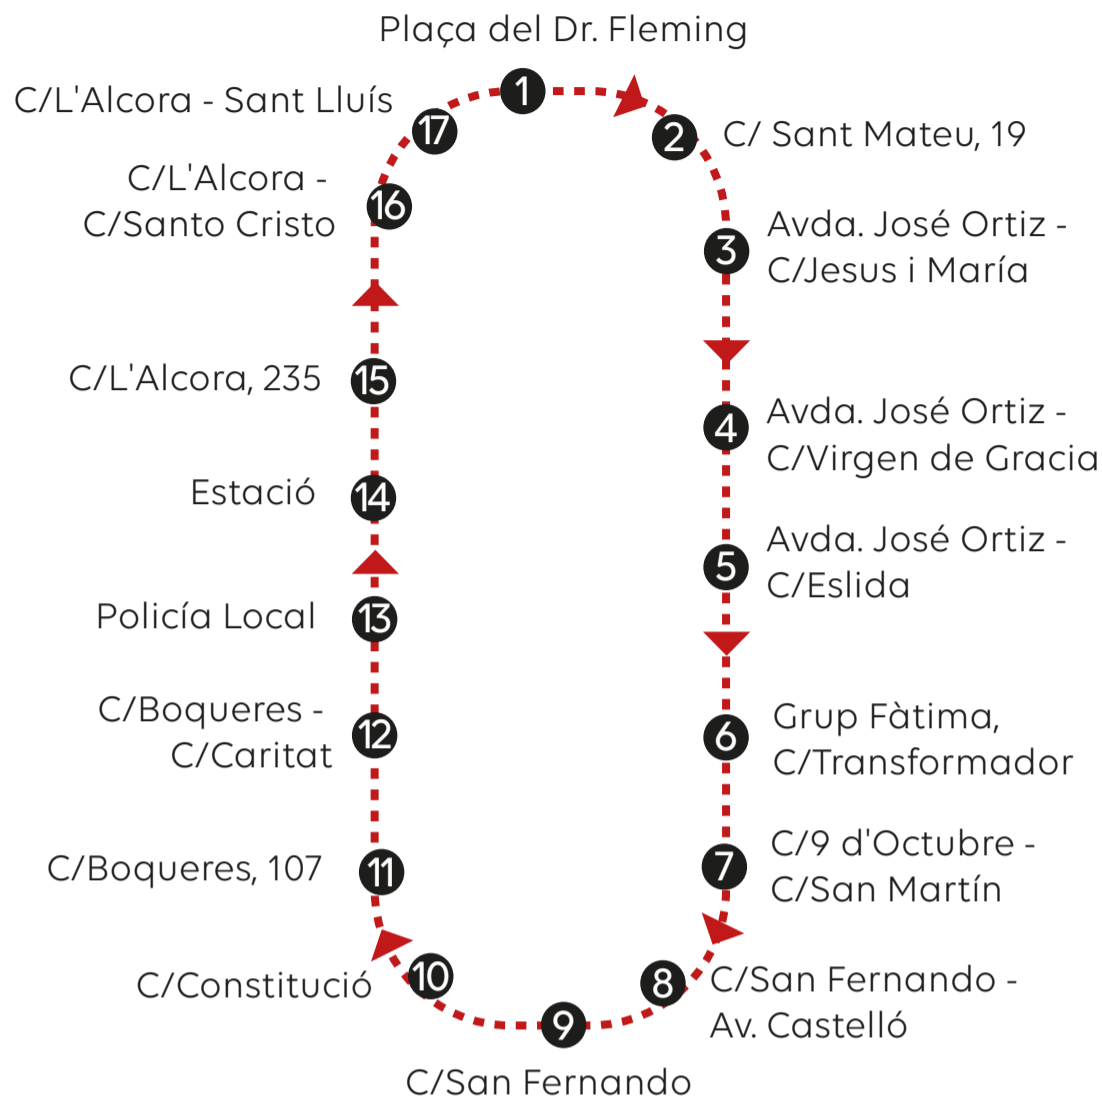 Plaça del Dr. Fleming
1
C/ Sant Mateu, 19
2
Avda. José Ortiz -
C/Jesus i María
3
Avda. José Ortiz -
C/Virgen de Gracia
4
Avda. José Ortiz -
C/Eslida
5
Grup Fàtima,
C/Transformador
6
C/9 d'Octubre -
C/San Martín
7
C/San Fernando -
Av. Castelló
8
9
C/San Fernando
10
C/Constitució
11
C/Boqueres, 107
12
C/Boqueres -
C/Caritat
13
Policía Local
14
Estació
15
C/L'Alcora, 235
16
C/L'Alcora -
C/Santo Cristo
17
C/L'Alcora - Sant Lluís